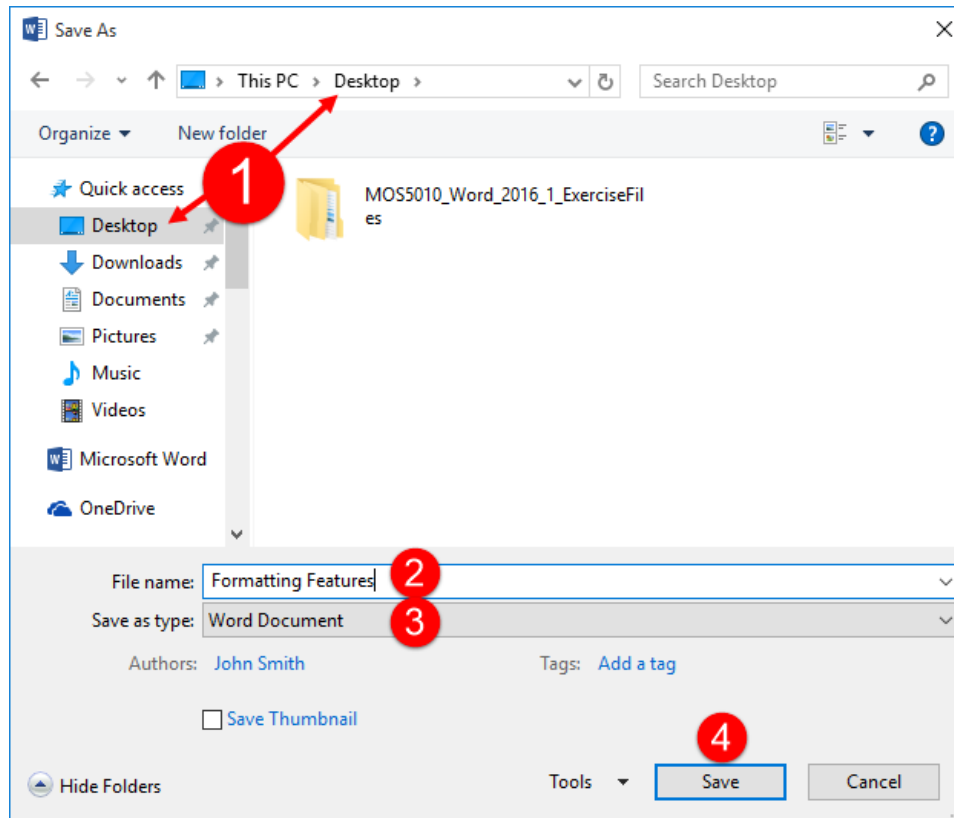 Save As
This PC > Desktop >
Search Desktop
Organize
New folder
?
1
Quick access
Desktop
Downloads
Documents
Pictures
Music
Videos
Microsoft Word
OneDrive
MOS5010_Word_2016_1_ExerciseFil
es
File name: Formatting Features 2
Save as type: Word Document 3
Authors: John Smith
Tags: Add a tag
Save Thumbnail
4
Hide Folders
Tools
Save
Cancel